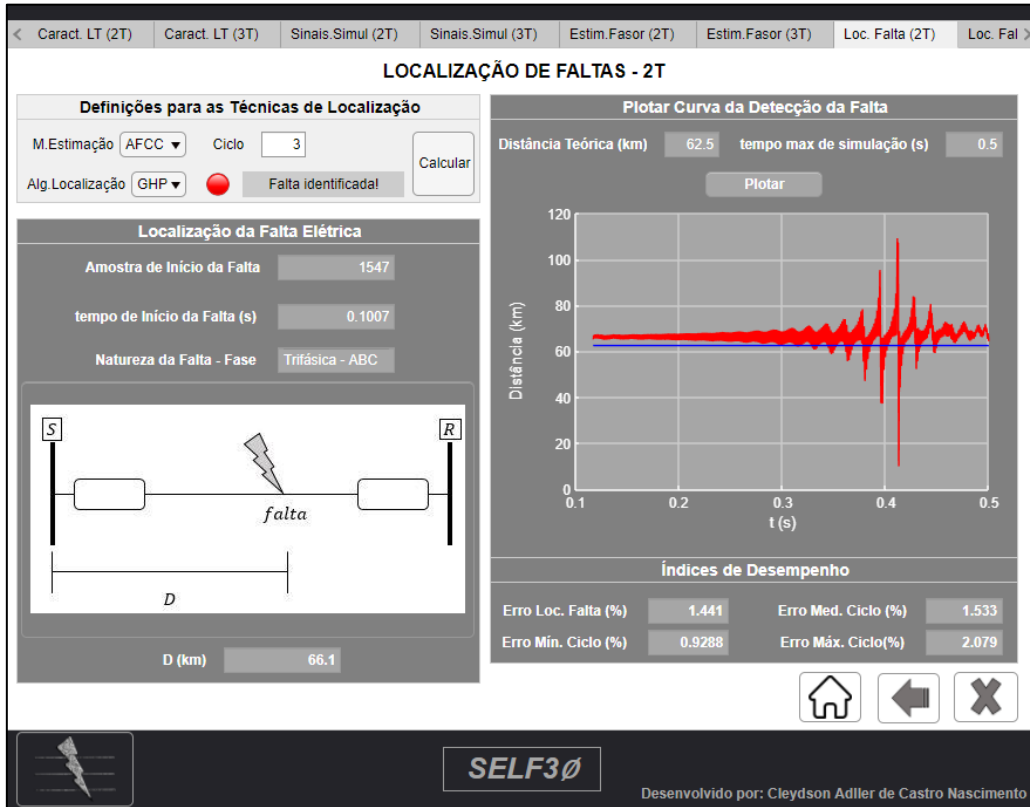 Caract. LT (2T) Caract. LT (3T) Sinais.Simul (2T) Sinais.Simul (3T) Estim.Fasor (2T) Estim.Fasor (3T) Loc. Falta (2T) Loc. Fal
LOCALIZAÇÃO DE FALTAS - 2T
Definições para as Técnicas de Localização
M.Estimação AFCC Ciclo 3
Calcular
Alg.Localização GHP Falta identificada!
Localização da Falta Elétrica
Amostra de Início da Falta 1547
tempo de Início da Falta (s) 0.1007
Natureza da Falta - Fase Trifásica - ABC
S R
falta
D
D (km) 66.1
Plotar Curva da Detecção da Falta
Distância Teórica (km) 62.5 tempo max de simulação (s) 0.5
Plotar
120
100
80
60
40
20
0
Distância (km)
0.1 0.2 0.3 0.4 0.5
t (s)
Índices de Desempenho
Erro Loc. Falta (%) 1.441 Erro Med. Ciclo (%) 1.533
Erro Mín. Ciclo (%) 0.9288 Erro Máx. Ciclo(%) 2.079
SELF3Ø
Desenvolvido por: Cleydson Adller de Castro Nascimento